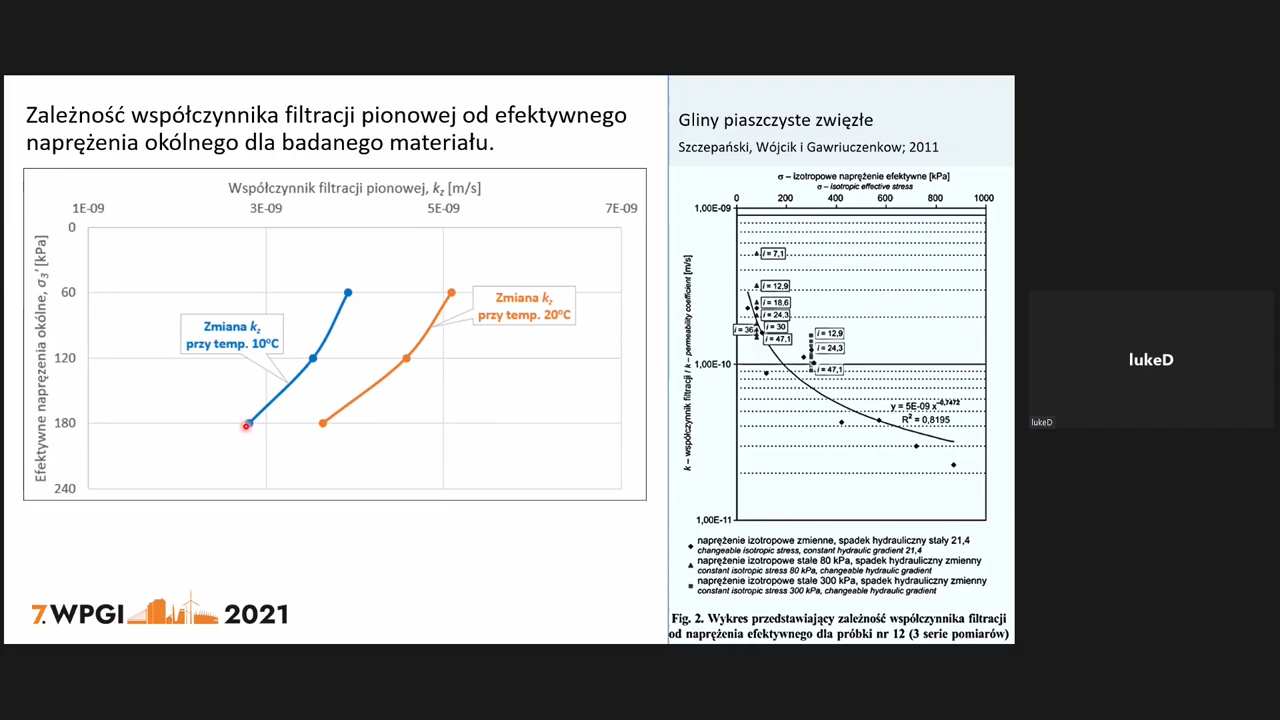 Zależność współczynnika filtracji pionowej od efektywnego
naprężenia okólnego dla badanego materiału.
Współczynnik filtracji pionowej, kz [m/s]
1E-09 3E-09 5E-09 7E-09
Efektywne naprężenia okólne, σ3' [kPa]
0
60
120
180
240
Zmiana kz
przy temp. 10°C
Zmiana kz
przy temp. 20°C
7.WPGI 2021
Gliny piaszczyste zwięzłe
Szczepański, Wójcik i Gawriuczenkow; 2011
σ – izotropowe naprężenie efektywne [kPa]
σ – isotropic effective stress
0 200 400 600 800 1000
1,00E-09
1,00E-10
1,00E-11
k – współczynnik filtracji / k – permeability coefficient [m/s]
i = 7,1
i = 12,9
i = 18,6
i = 24,3
i = 30
i = 36
i = 47,1
i = 12,9
i = 24,3
i = 47,1
y = 5E-09 x-0,7472
R2 = 0,8195
naprężenie izotropowe zmienne, spadek hydrauliczny stały 21,4
changeable isotropic stress, constant hydraulic gradient 21,4
naprężenie izotropowe stałe 80 kPa, spadek hydrauliczny zmienny
constant isotropic stress 80 kPa, changeable hydraulic gradient
naprężenie izotropowe stałe 300 kPa, spadek hydrauliczny zmienny
constant isotropic stress 300 kPa, changeable hydraulic gradient
Fig. 2. Wykres przedstawiający zależność współczynnika filtracji
od naprężenia efektywnego dla próbki nr 12 (3 serie pomiarów)
lukeD
lukeD